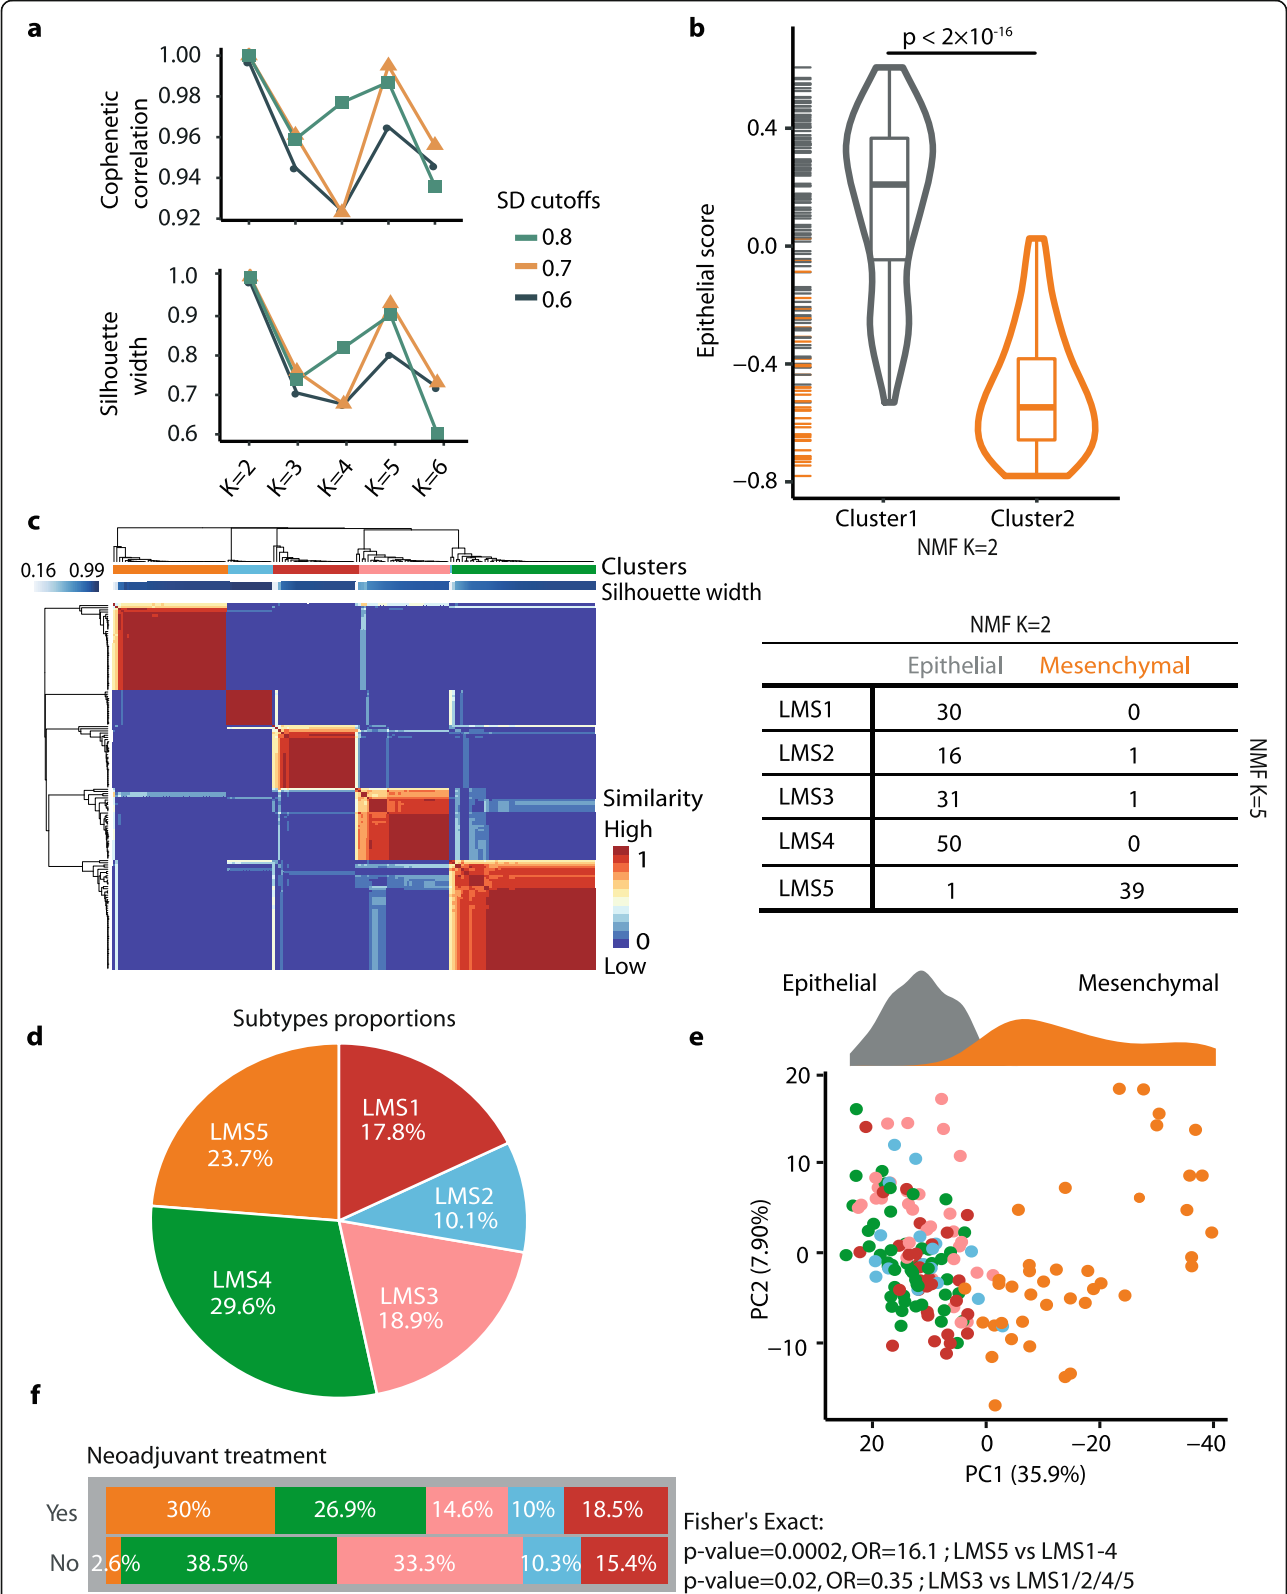 a
Cophenetic
correlation
1.00
0.98
0.96
0.94
0.92
Silhouette
width
1.0
0.9
0.8
0.7
0.6
K=2
K=3
K=4
K=5
K=6
SD cutoffs
0.8
0.7
0.6
b
p < 2×10-16
Epithelial score
0.4
0.0
−0.4
−0.8
Cluster1
Cluster2
NMF K=2
c
0.16 0.99
Clusters
Silhouette width
Similarity
High
1
0
Low
NMF K=2
Epithelial Mesenchymal
LMS1 30 0
LMS2 16 1
LMS3 31 1
LMS4 50 0
LMS5 1 39
NMF K=5
d
Subtypes proportions
LMS1
17.8%
LMS2
10.1%
LMS3
18.9%
LMS4
29.6%
LMS5
23.7%
e
Epithelial
Mesenchymal
PC2 (7.90%)
20
10
0
−10
20
0
−20
−40
PC1 (35.9%)
f
Neoadjuvant treatment
Yes 30% 26.9% 14.6% 10% 18.5%
No 2.6% 38.5% 33.3% 10.3% 15.4%
Fisher's Exact:
p-value=0.0002, OR=16.1 ; LMS5 vs LMS1-4
p-value=0.02, OR=0.35 ; LMS3 vs LMS1/2/4/5